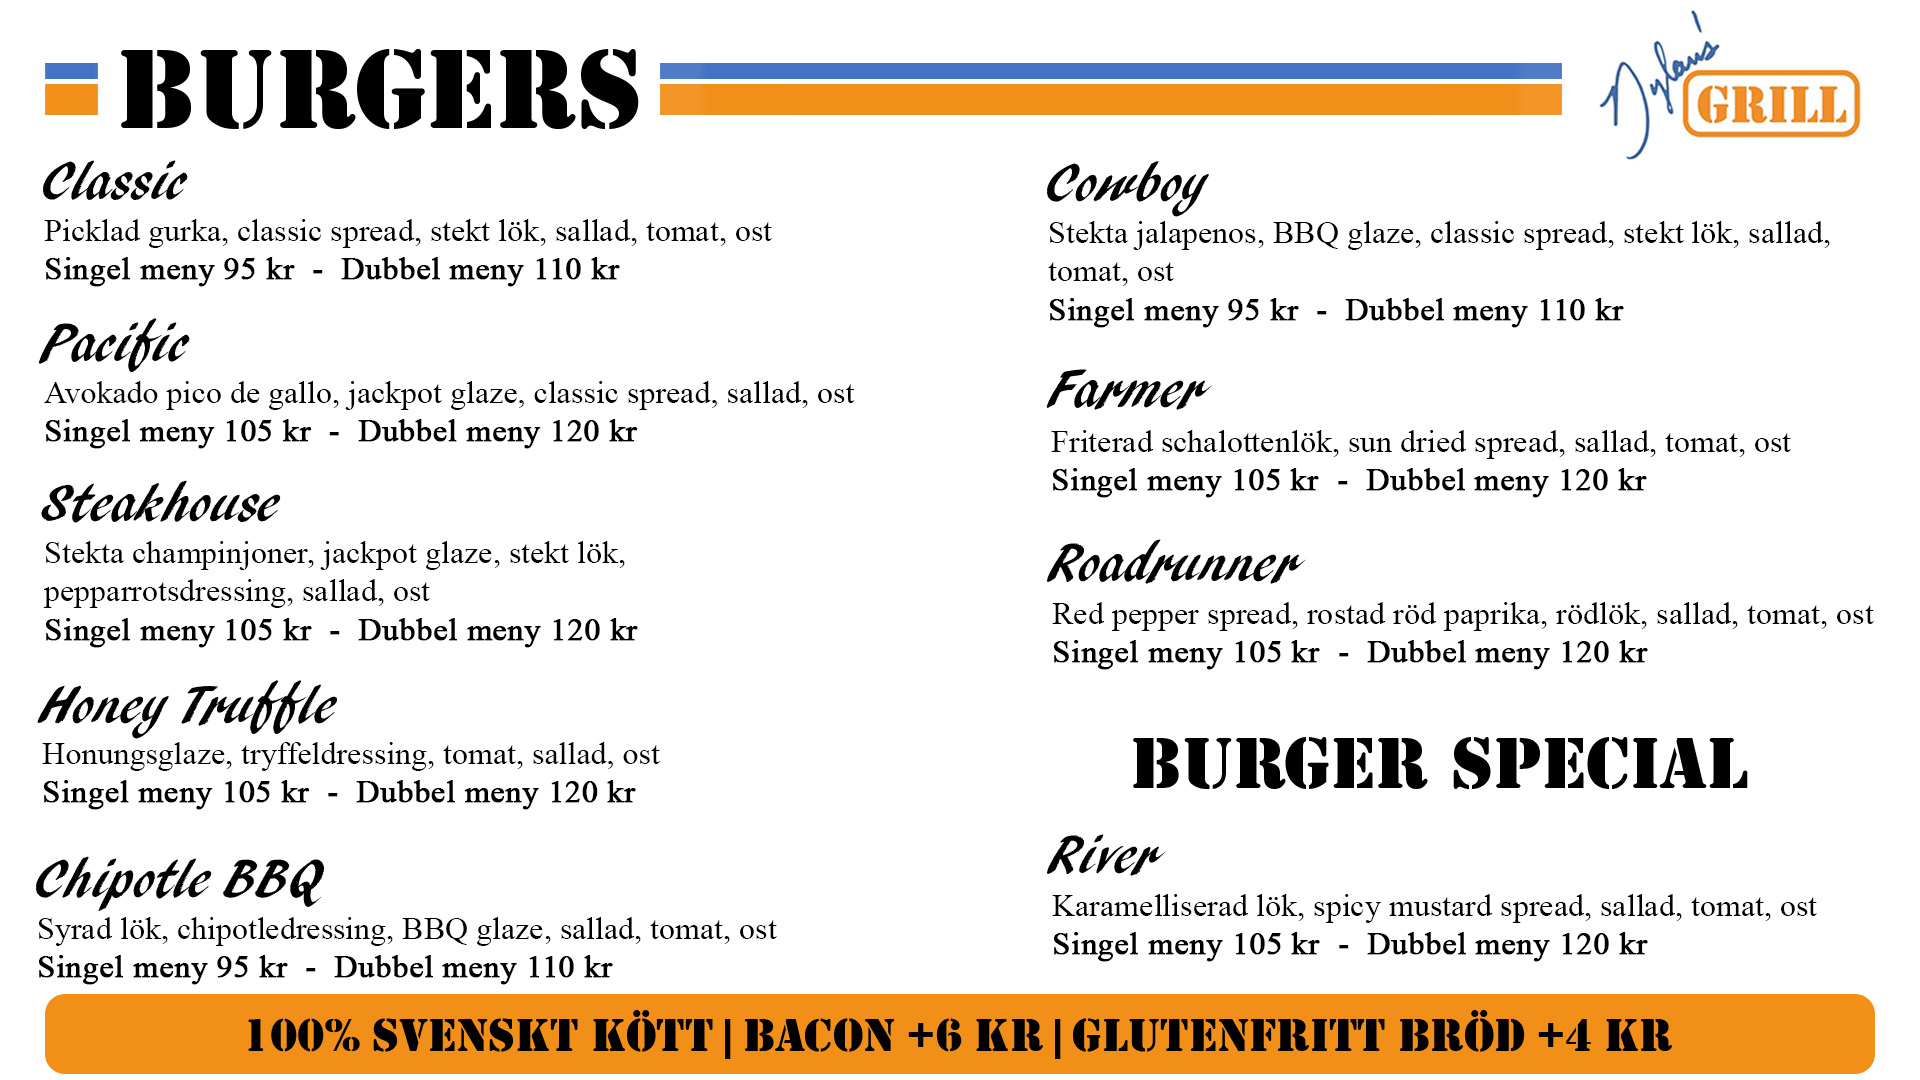 BURGERS
Dylan's
GRILL
Classic
Picklad gurka, classic spread, stekt lök, sallad, tomat, ost
Singel meny 95 kr - Dubbel meny 110 kr
Pacific
Avokado pico de gallo, jackpot glaze, classic spread, sallad, ost
Singel meny 105 kr - Dubbel meny 120 kr
Steakhouse
Stekta champinjoner, jackpot glaze, stekt lök,
pepparrotsdressing, sallad, ost
Singel meny 105 kr - Dubbel meny 120 kr
Honey Truffle
Honungsglaze, tryffeldressing, tomat, sallad, ost
Singel meny 105 kr - Dubbel meny 120 kr
Chipotle BBQ
Syrad lök, chipotledressing, BBQ glaze, sallad, tomat, ost
Singel meny 95 kr - Dubbel meny 110 kr
Cowboy
Stekta jalapenos, BBQ glaze, classic spread, stekt lök, sallad,
tomat, ost
Singel meny 95 kr - Dubbel meny 110 kr
Farmer
Friterad schalottenlök, sun dried spread, sallad, tomat, ost
Singel meny 105 kr - Dubbel meny 120 kr
Roadrunner
Red pepper spread, rostad röd paprika, rödlök, sallad, tomat, ost
Singel meny 105 kr - Dubbel meny 120 kr
BURGER SPECIAL
River
Karamelliserad lök, spicy mustard spread, sallad, tomat, ost
Singel meny 105 kr - Dubbel meny 120 kr
100% SVENSKT KÖTT|BACON +6 KR|GLUTENFRITT BRÖD +4 KR